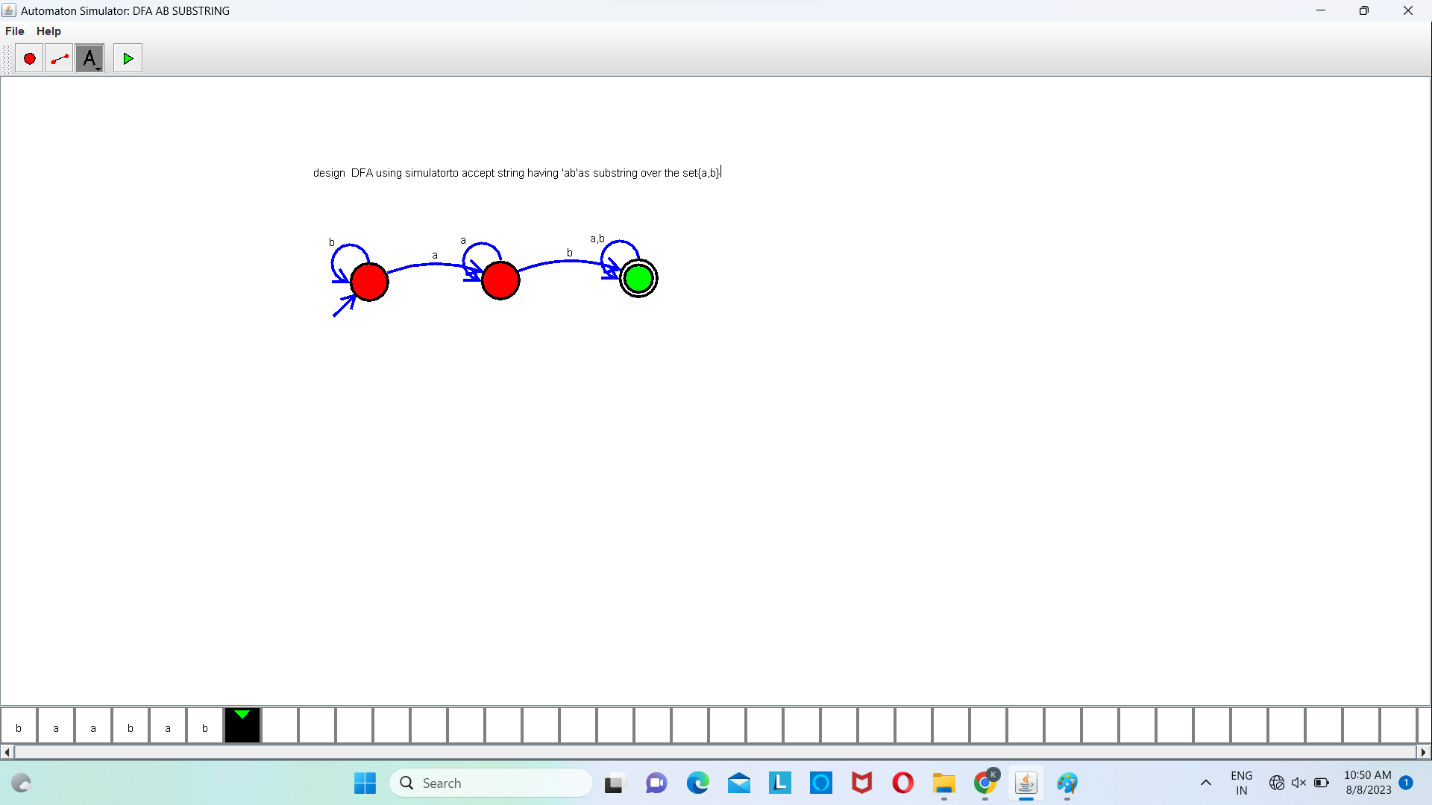 Automaton Simulator: DFA AB SUBSTRING
File Help
A
design  DFA using simulatorto accept string having 'ab'as substring over the set{a,b}
b a a b a,b
a b
b a a b a b
Search
L
K
ENG
IN
10:50 AM
8/8/2023
1